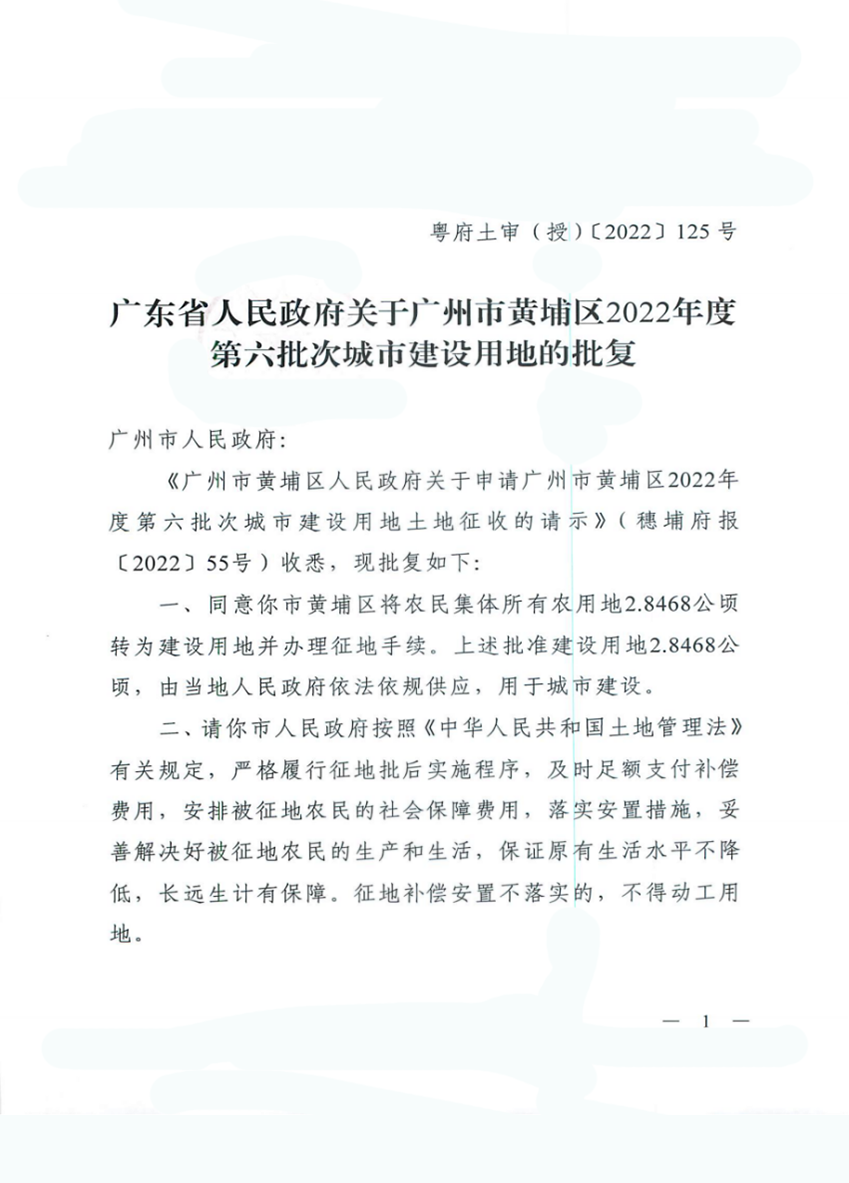 粤府土审（授）〔2022〕125 号
广东省人民政府关于广州市黄埔区2022年度
第六批次城市建设用地的批复
广州市人民政府：
《广州市黄埔区人民政府关于申请广州市黄埔区2022年
度第六批次城市建设用地土地征收的请示》（穗埔府报
〔2022〕55号）收悉，现批复如下：
一、同意你市黄埔区将农民集体所有农用地2.8468公顷
转为建设用地并办理征地手续。上述批准建设用地2.8468公
顷，由当地人民政府依法依规供应，用于城市建设。
二、请你市人民政府按照《中华人民共和国土地管理法》
有关规定，严格履行征地批后实施程序，及时足额支付补偿
费用，安排被征地农民的社会保障费用，落实安置措施，妥
善解决好被征地农民的生产和生活，保证原有生活水平不降
低，长远生计有保障。征地补偿安置不落实的，不得动工用
地。
— 1 —